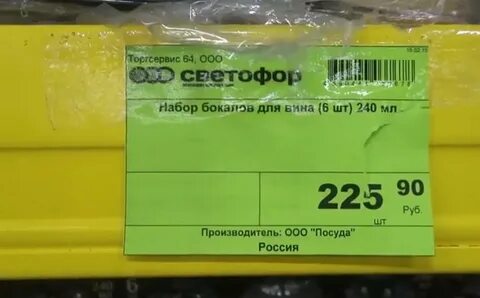 Торгсервис 64, ООО
светофор
Набор бокалов для вина (6 шт) 240 мл
225 90
шт Руб.
Производитель: ООО "Посуда"
Россия